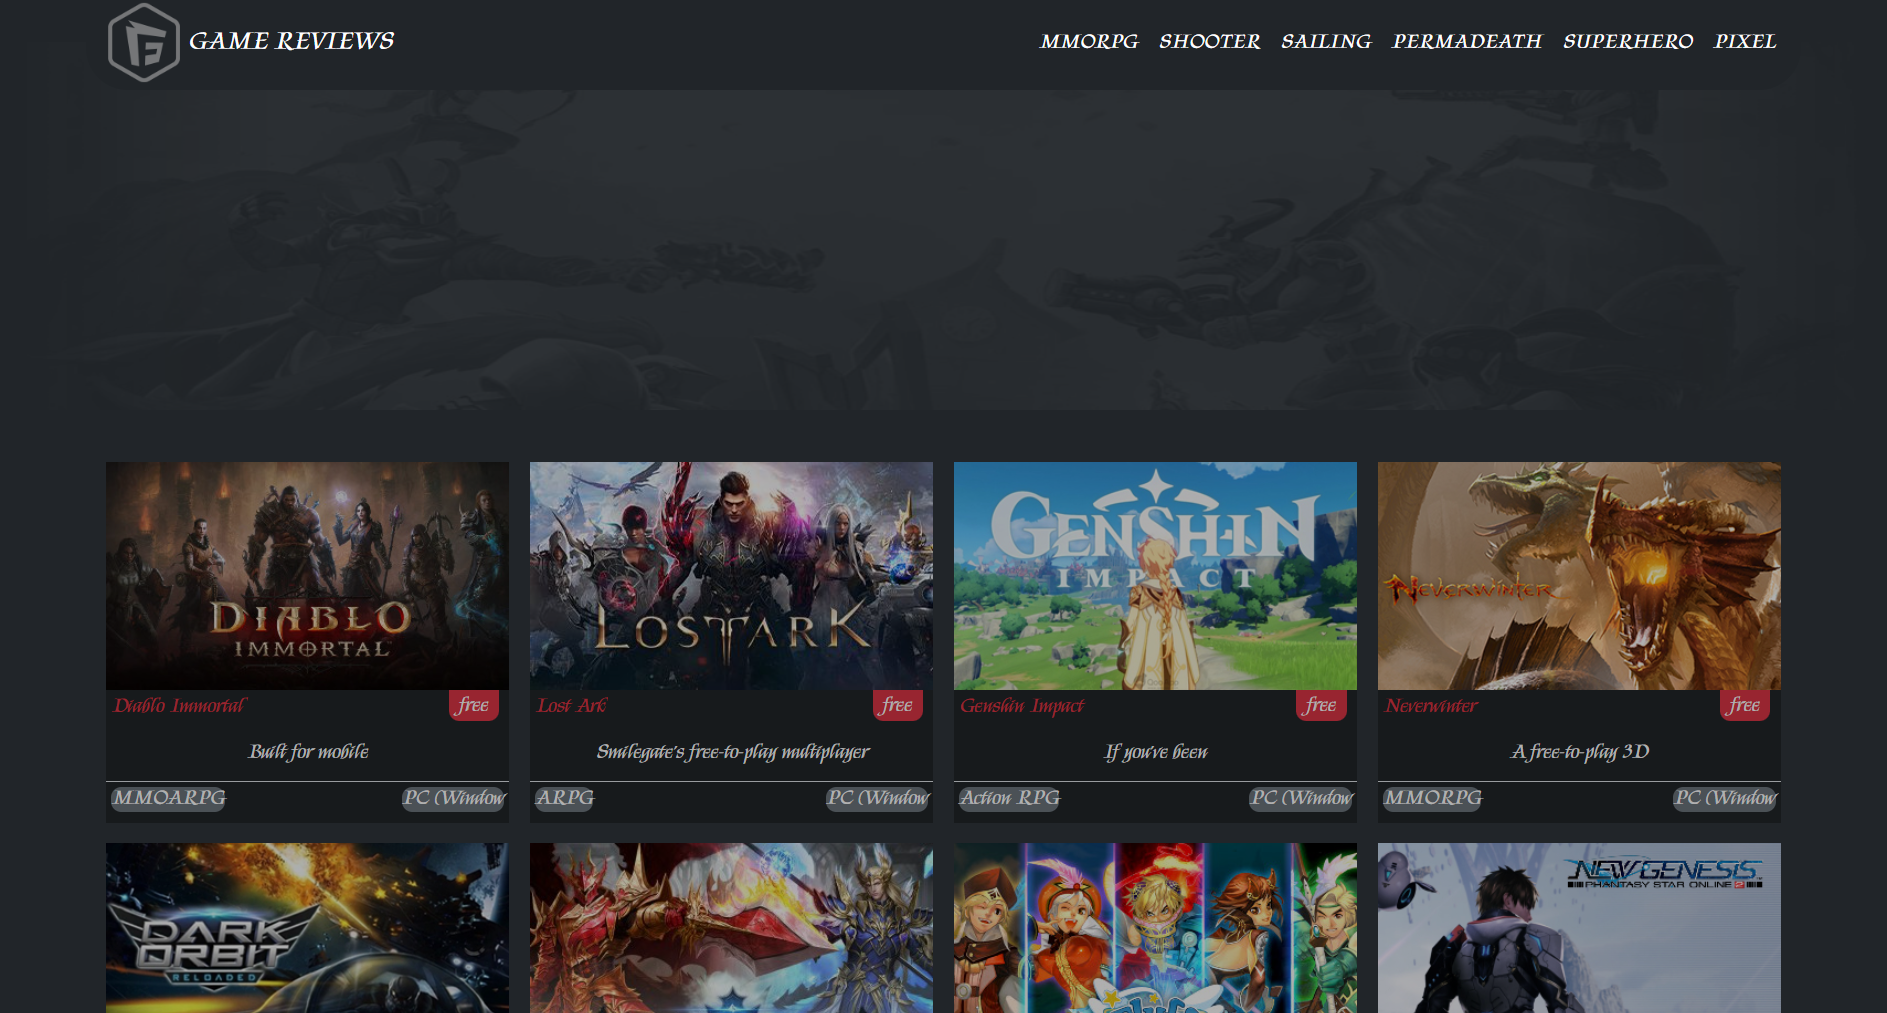 GAME REVIEWS
MMORPG SHOOTER SAILING PERMADEATH SUPERHERO PIXEL
DIABLO
IMMORTAL
LOST ARK
GENSHIN
IMPACT
NEVERWINTER
Diablo Immortal free
Built for mobile
MMOARPG PC (Window
Lost Ark free
Smilegate's free-to-play multiplayer
ARPG PC (Window
Genshin Impact free
If you've been
Action RPG PC (Window
Neverwinter free
A free-to-play 3D
MMORPG PC (Window
DARK
ORBIT
RELOADED
NEW GENESIS
PHANTASY STAR ONLINE 2